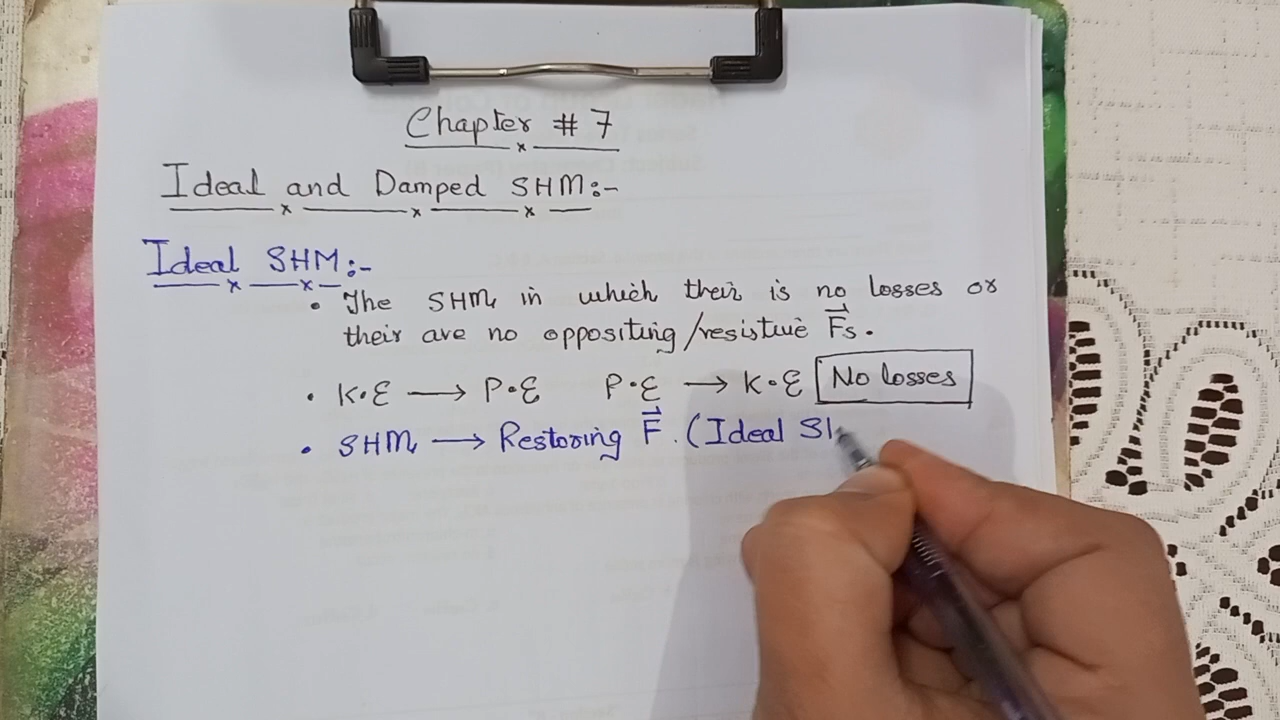 Chapter # 7
Ideal and Damped SHM:-
Ideal SHM:-
• The SHM in which their is no losses or
their are no oppositing/resistive F⃗s.
• K.E → P.E P.E → K.E No losses
• SHM → Restoring F⃗. (Ideal SH